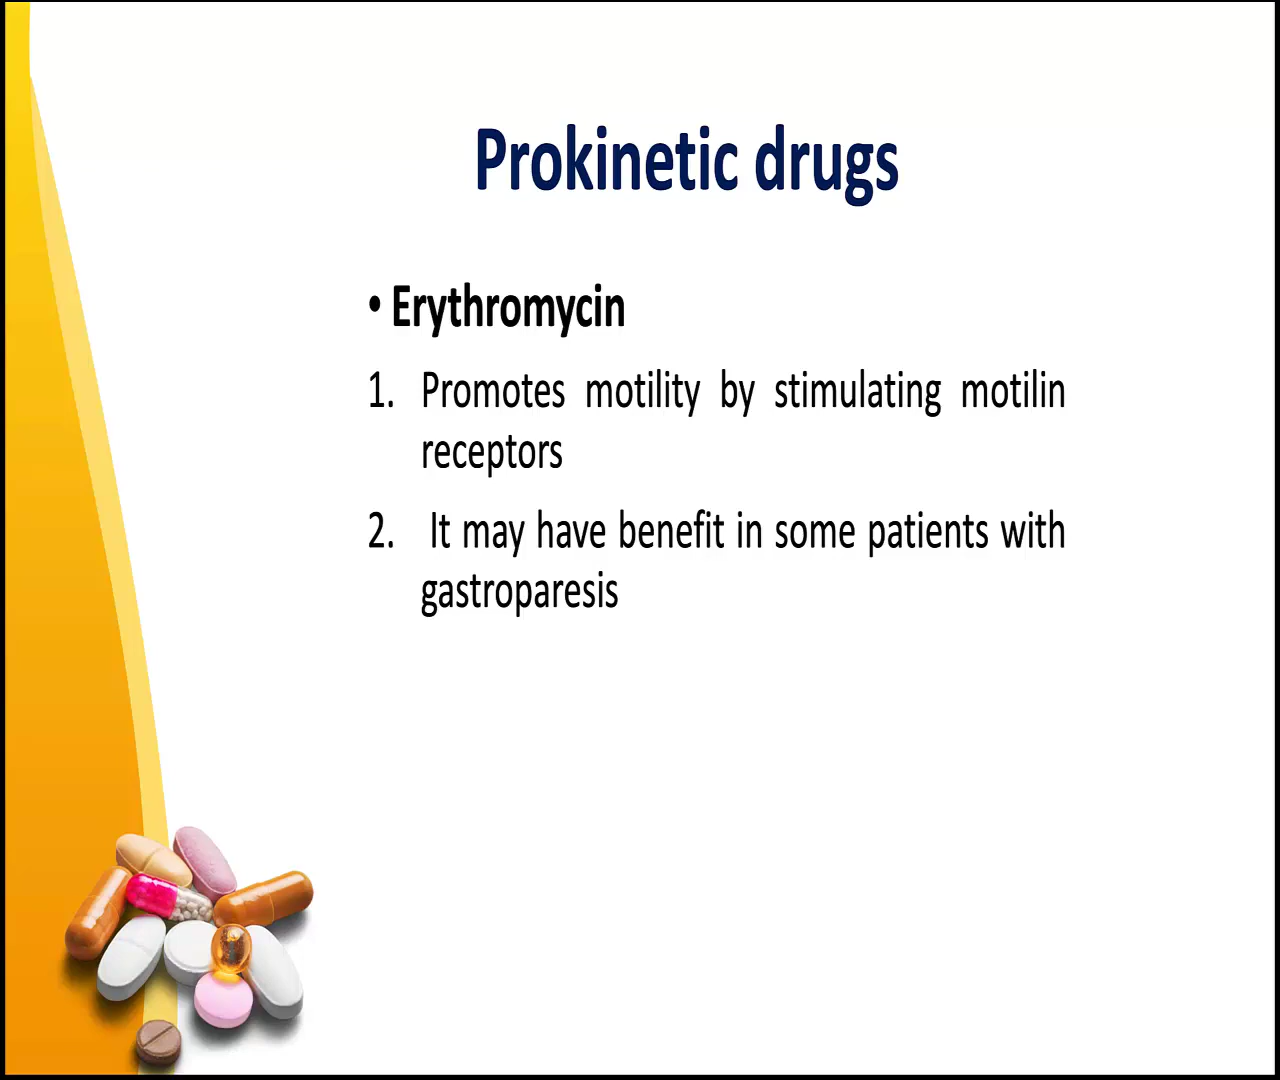 Prokinetic drugs
• Erythromycin
1. Promotes motility by stimulating motilin
receptors
2. It may have benefit in some patients with
gastroparesis